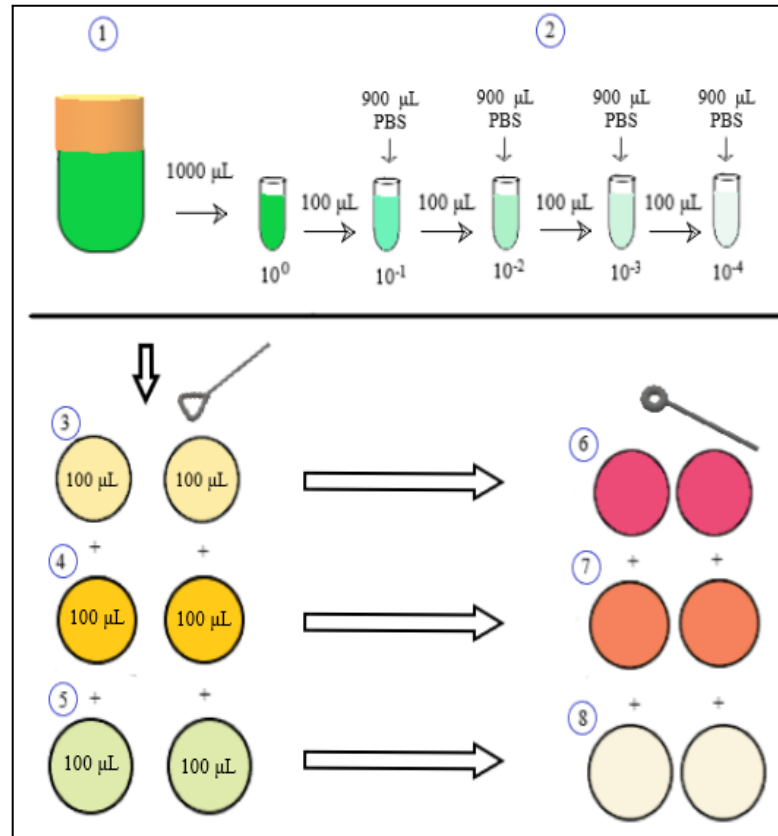 1
2
900 µL 900 µL 900 µL 900 µL
PBS PBS PBS PBS
1000 µL
100 µL 100 µL 100 µL 100 µL
10⁰ 10⁻¹ 10⁻² 10⁻³ 10⁻⁴
3
100 µL 100 µL
+ +
4
100 µL 100 µL
+ +
5
100 µL 100 µL
6
+ +
7
+ +
8